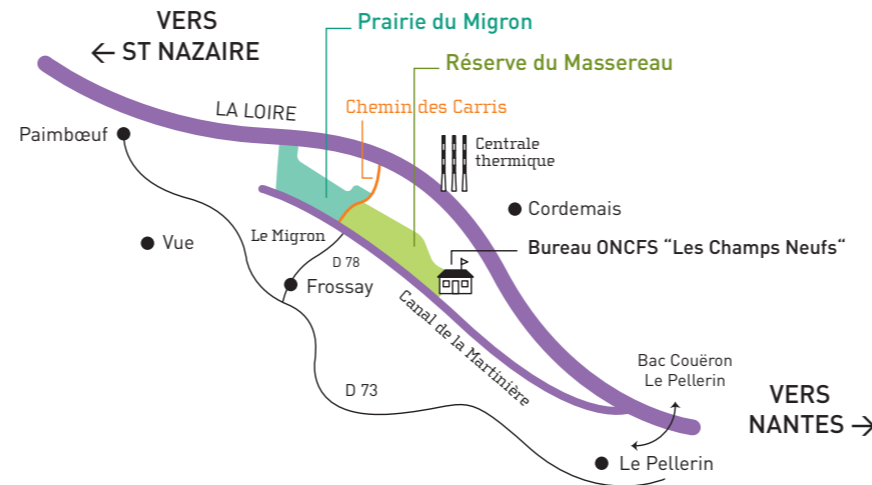 VERS
← ST NAZAIRE
Prairie du Migron
Réserve du Massereau
Chemin des Carris
LA LOIRE
Paimbœuf
Centrale
thermique
Cordemais
Vue
Le Migron
Bureau ONCFS “Les Champs Neufs“
D 78
Frossay
Canal de la Martinière
Bac Couëron
Le Pellerin
D 73
VERS
NANTES →
Le Pellerin